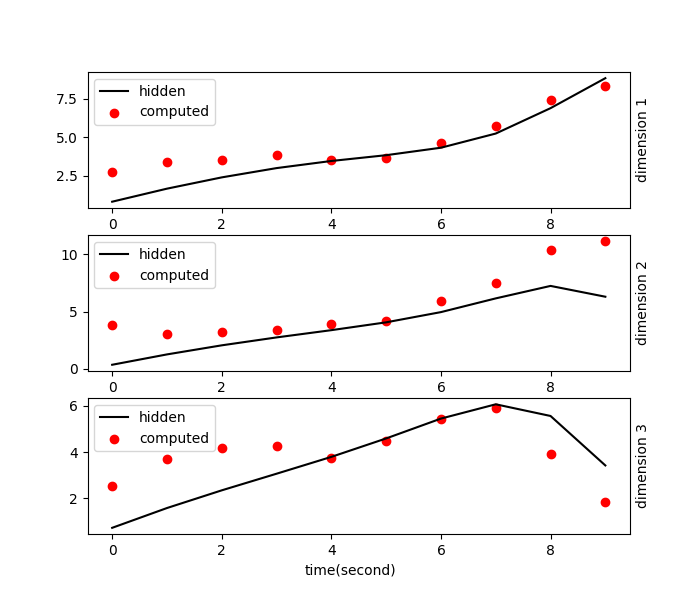 7.5
5.0
2.5
hidden
computed
dimension 1
0 2 4 6 8
10
5
0
hidden
computed
dimension 2
0 2 4 6 8
6
4
2
hidden
computed
dimension 3
0 2 4 6 8
time(second)